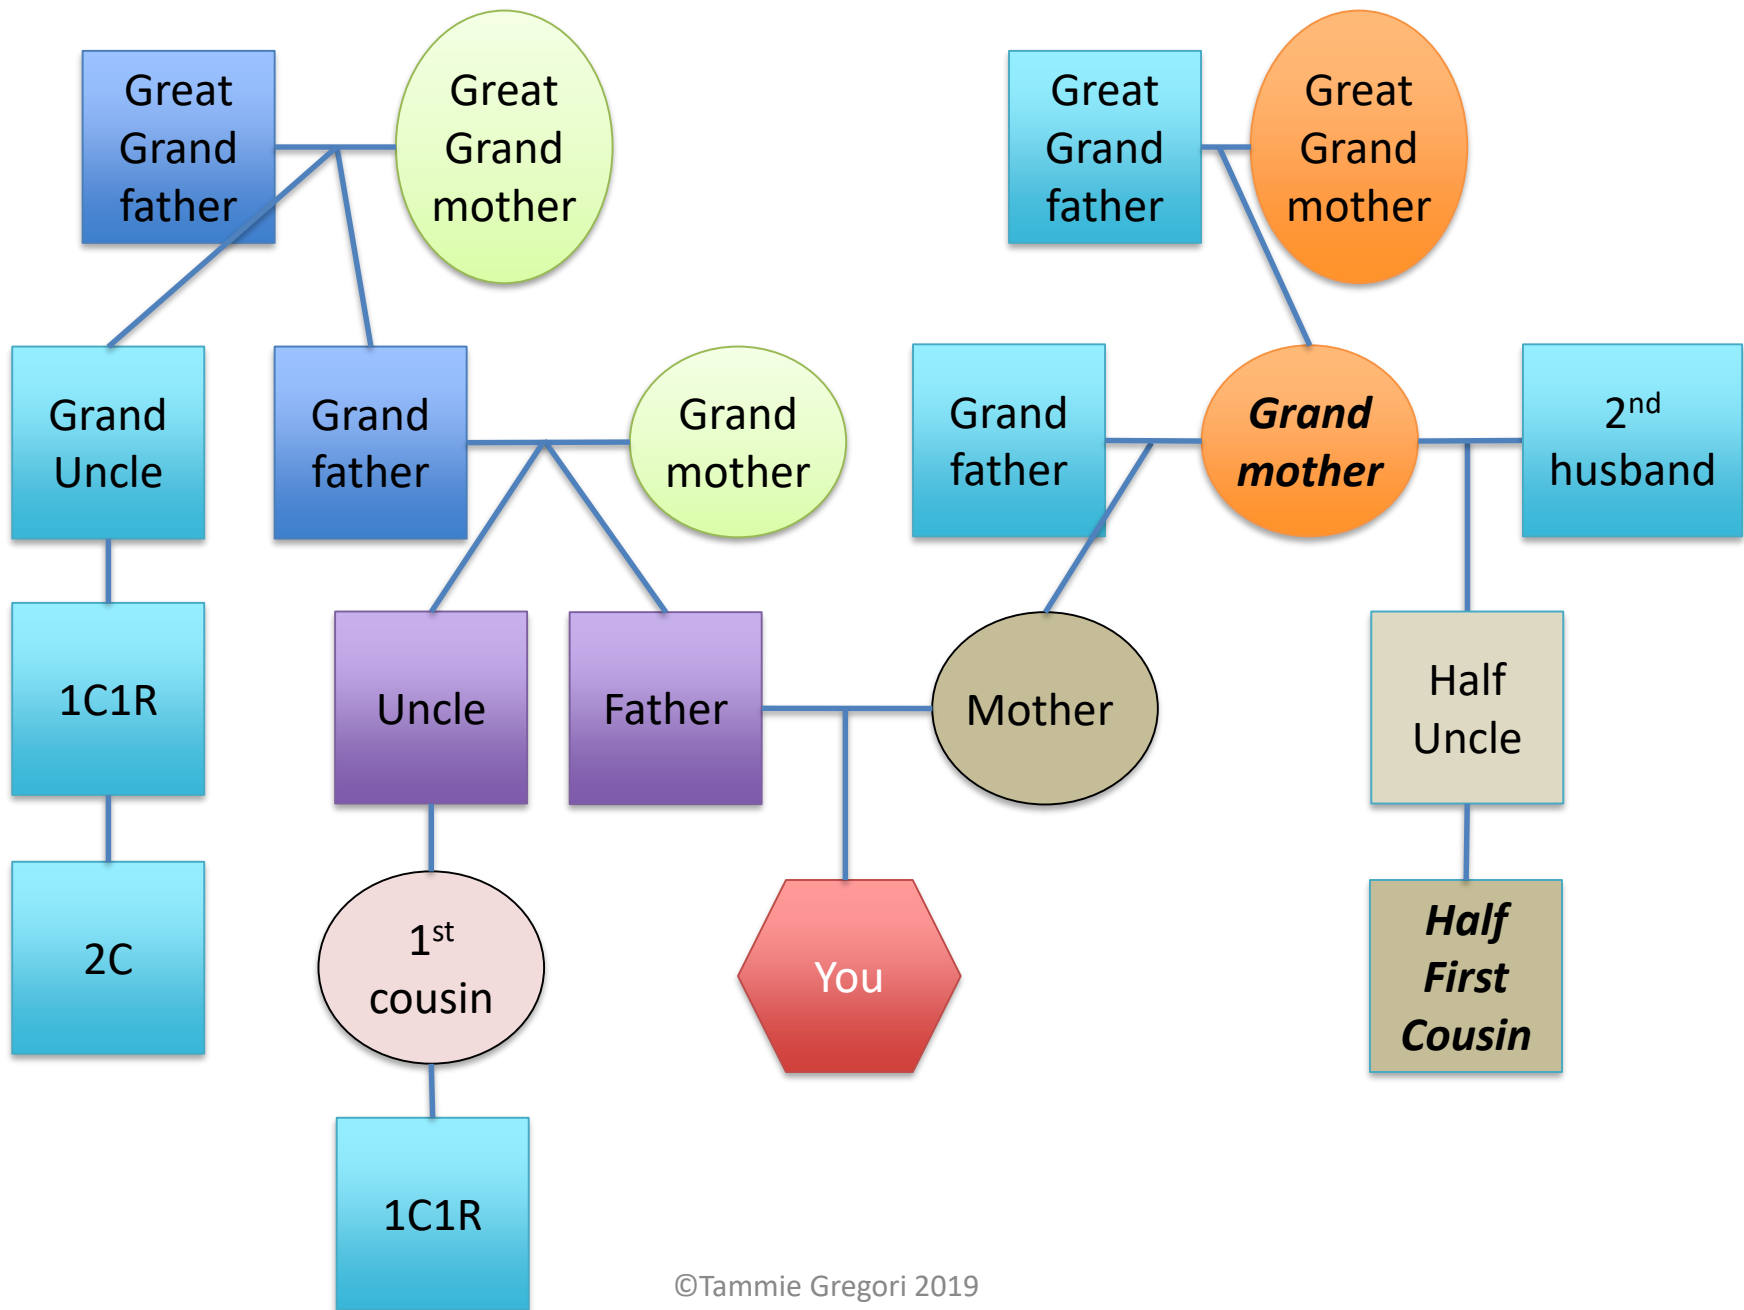 Great
Grand
father
Great
Grand
mother
Great
Grand
father
Great
Grand
mother
Grand
Uncle
Grand
father
Grand
mother
Grand
father
Grand
mother
2nd
husband
1C1R
Uncle
Father
Mother
Half
Uncle
2C
1st
cousin
You
Half
First
Cousin
1C1R
©Tammie Gregori 2019